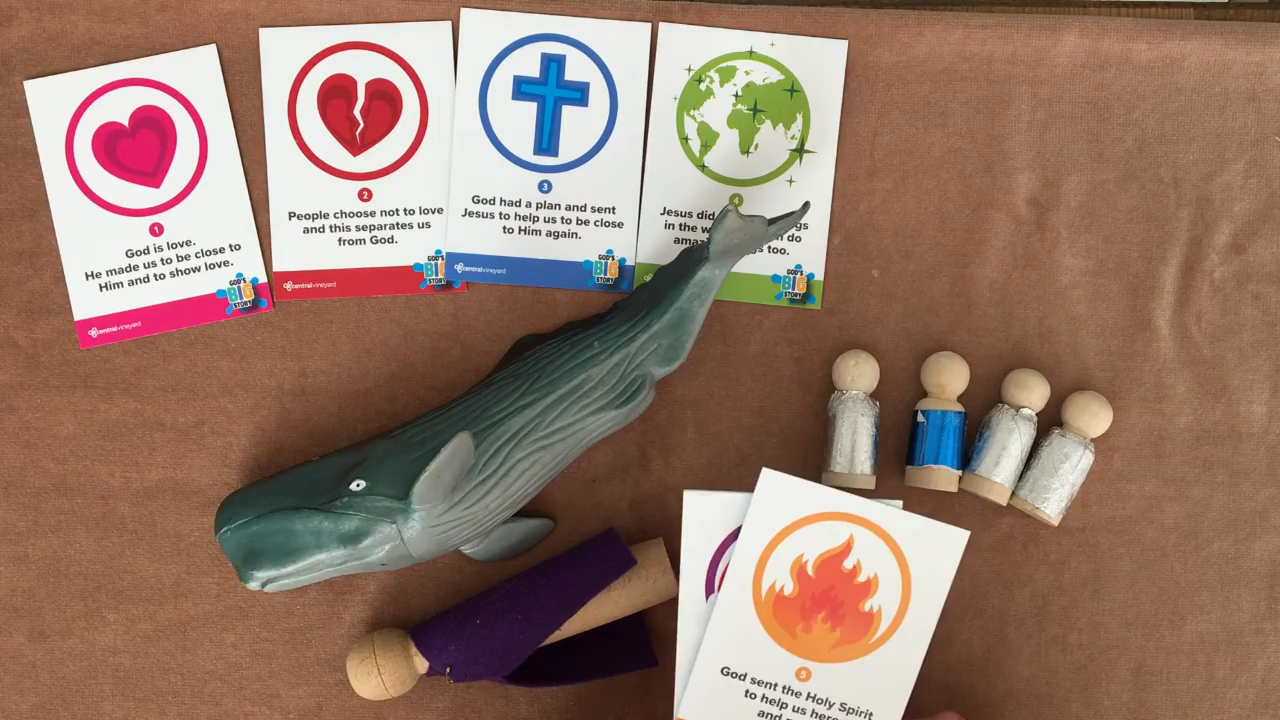 1
God is love.
He made us to be close to
Him and to show love.
centralvineyard
GOD'S
BIG
STORY
2
People choose not to love
and this separates us
from God.
centralvineyard
GOD'S
BIG
STORY
3
God had a plan and sent
Jesus to help us to be close
to Him again.
centralvineyard
GOD'S
BIG
STORY
4
Jesus did
in the
do
too.
GOD'S
BIG
STORY
5
God sent the Holy Spirit
to help us here
and